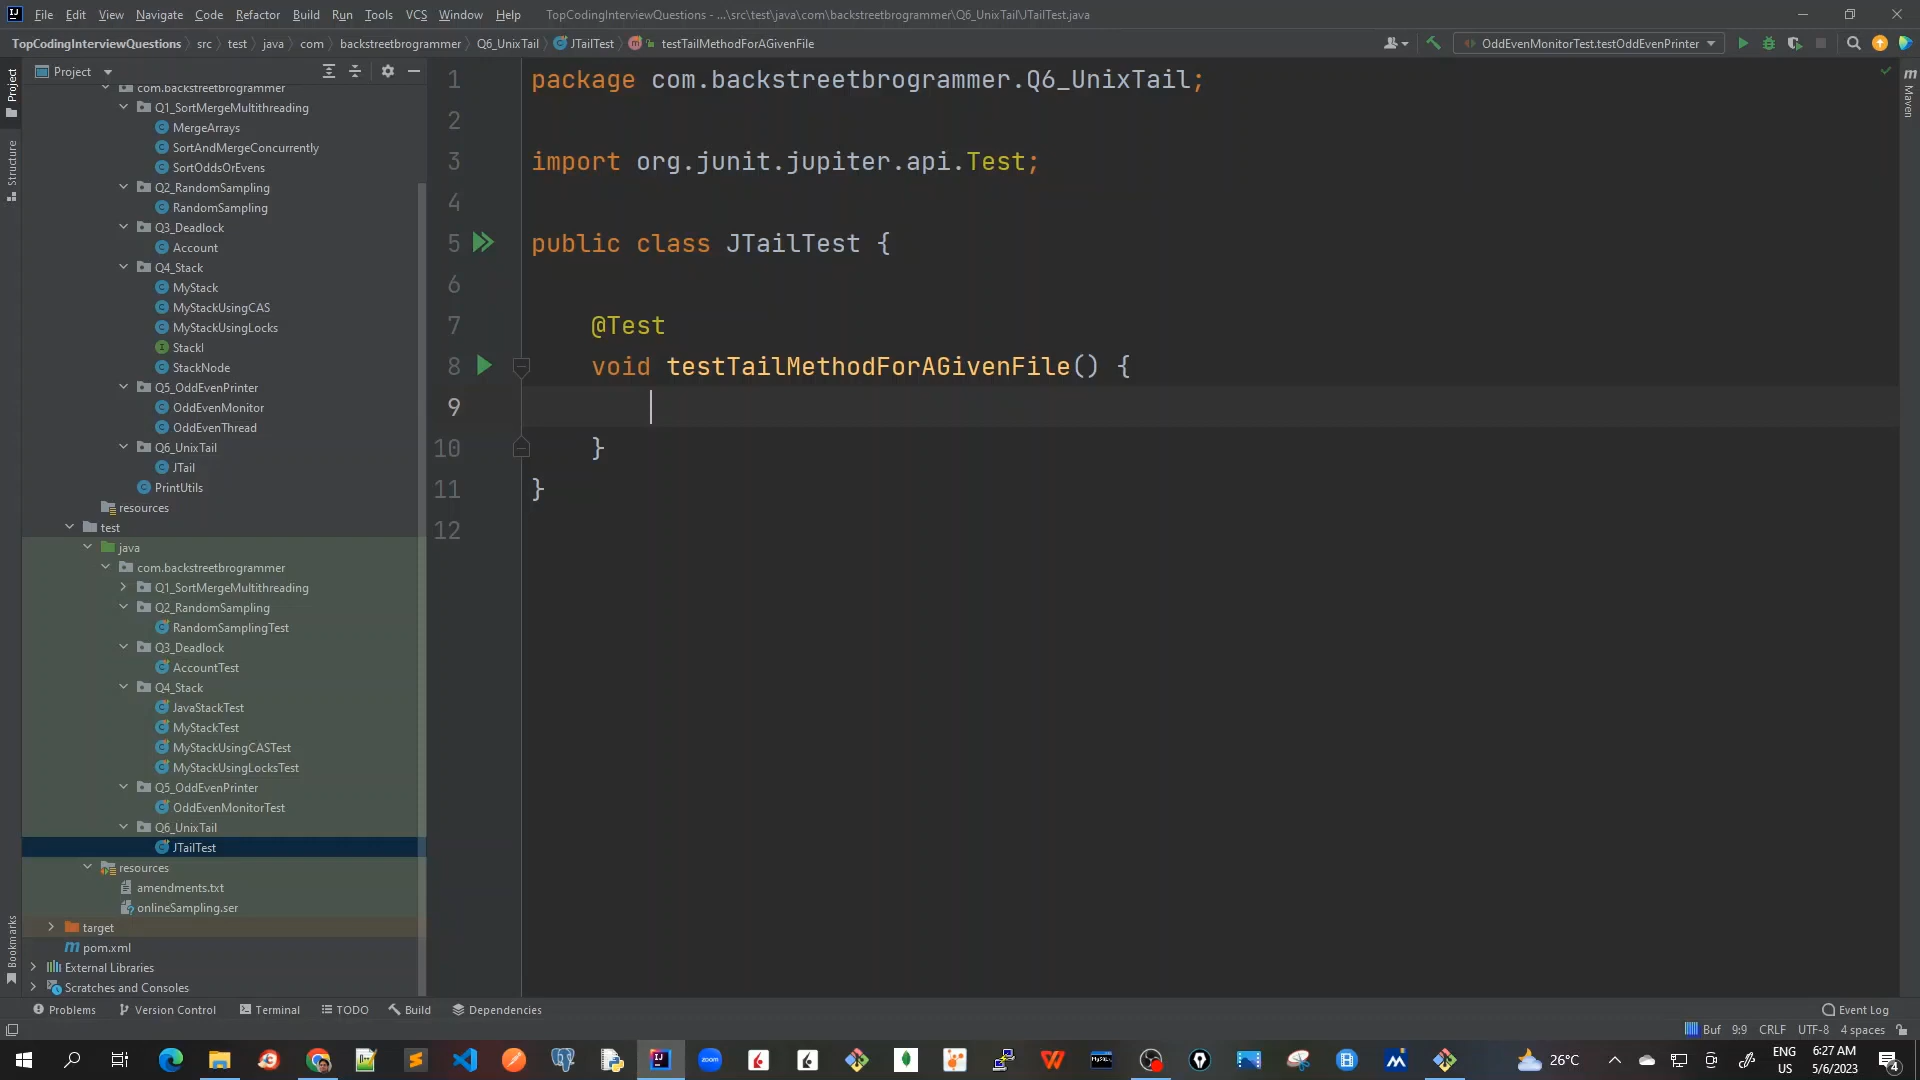 File Edit View Navigate Code Refactor Build Run Tools VCS Window Help TopCodingInterviewQuestions - ...\src\test\java\com\backstreetbrogrammer\Q6_UnixTail\JTailTest.java
TopCodingInterviewQuestions src test java com backstreetbrogrammer Q6_UnixTail JTailTest testTailMethodForAGivenFile OddEvenMonitorTest.testOddEvenPrinter
Project
Project
Structure
Bookmarks
Maven
com.backstreetbrogrammer
Q1_SortMergeMultithreading
MergeArrays
SortAndMergeConcurrently
SortOddsOrEvens
Q2_RandomSampling
RandomSampling
Q3_Deadlock
Account
Q4_Stack
MyStack
MyStackUsingCAS
MyStackUsingLocks
StackI
StackNode
Q5_OddEvenPrinter
OddEvenMonitor
OddEvenThread
Q6_UnixTail
JTail
PrintUtils
resources
test
java
com.backstreetbrogrammer
Q1_SortMergeMultithreading
Q2_RandomSampling
RandomSamplingTest
Q3_Deadlock
AccountTest
Q4_Stack
JavaStackTest
MyStackTest
MyStackUsingCASTest
MyStackUsingLocksTest
Q5_OddEvenPrinter
OddEvenMonitorTest
Q6_UnixTail
JTailTest
resources
amendments.txt
onlineSampling.ser
target
pom.xml
External Libraries
Scratches and Consoles
1 package com.backstreetbrogrammer.Q6_UnixTail;
2
3 import org.junit.jupiter.api.Test;
4
5 public class JTailTest {
6
7 @Test
8 void testTailMethodForAGivenFile() {
9
10 }
11 }
12
Problems Version Control Terminal TODO Build Dependencies Event Log
Buf 9:9 CRLF UTF-8 4 spaces
26°C ENG 6:27 AM
US 5/6/2023 4